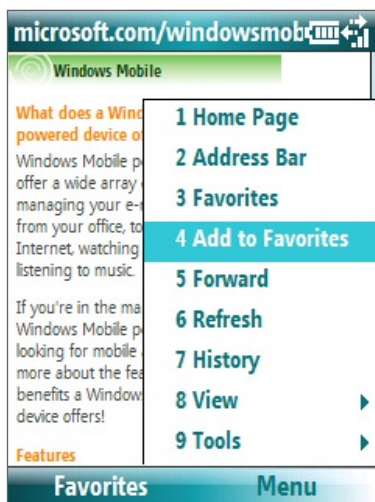 microsoft.com/windowsmob
Windows Mobile
What does a Wind
powered device o
Windows Mobile p
offer a wide array
managing your e-
from your office, to
Internet, watching
listening to music.
If you're in the ma
Windows Mobile p
looking for mobile
more about the fea
benefits a Window
device offers!
Features
1 Home Page
2 Address Bar
3 Favorites
4 Add to Favorites
5 Forward
6 Refresh
7 History
8 View
9 Tools
Favorites
Menu